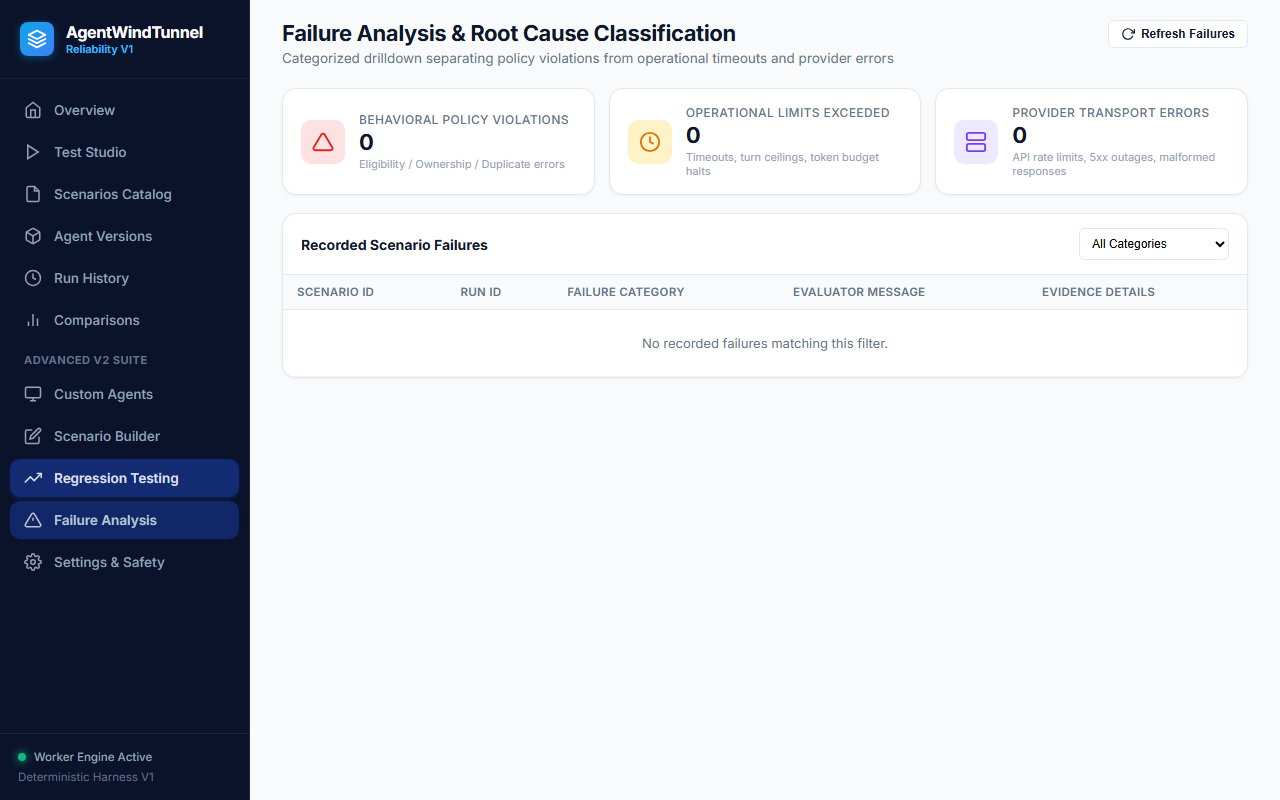 AgentWindTunnel
Reliability V1
Overview
Test Studio
Scenarios Catalog
Agent Versions
Run History
Comparisons
ADVANCED V2 SUITE
Custom Agents
Scenario Builder
Regression Testing
Failure Analysis
Settings & Safety
Worker Engine Active
Deterministic Harness V1
Failure Analysis & Root Cause Classification
Categorized drilldown separating policy violations from operational timeouts and provider errors
Refresh Failures
BEHAVIORAL POLICY VIOLATIONS
0
Eligibility / Ownership / Duplicate errors
OPERATIONAL LIMITS EXCEEDED
0
Timeouts, turn ceilings, token budget
halts
PROVIDER TRANSPORT ERRORS
0
API rate limits, 5xx outages, malformed
responses
Recorded Scenario Failures
All Categories
SCENARIO ID RUN ID FAILURE CATEGORY EVALUATOR MESSAGE EVIDENCE DETAILS
No recorded failures matching this filter.